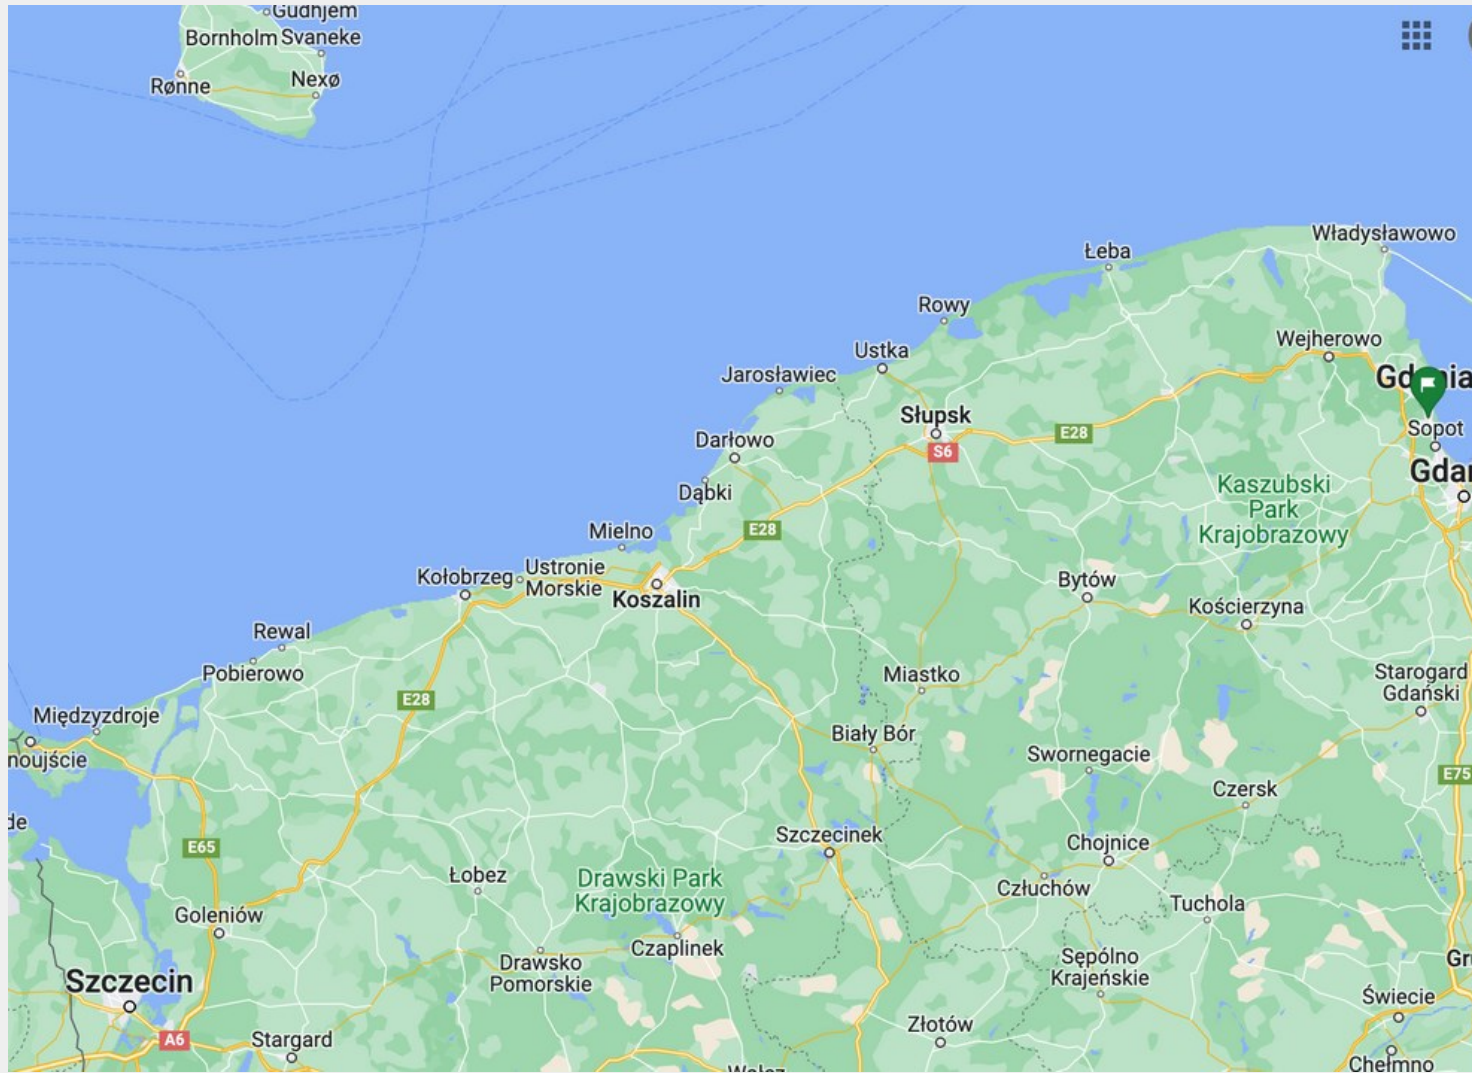 Gudhjem
Bornholm
Svaneke
Rønne
Nexø
Władysławowo
Łeba
Rowy
Wejherowo
Ustka
Jarosławiec
Słupsk
Sopot
Darłowo
E28
S6
Dąbki
Kaszubski
Park
Krajobrazowy
Mielno
E28
Kołobrzeg
Ustronie
Morskie
Koszalin
Bytów
Kościerzyna
Rewal
Pobierowo
Miastko
Starogard
Gdański
E28
Międzyzdroje
noujście
Biały Bór
Swornegacie
E75
Czersk
de
E65
Szczecinek
Chojnice
Łobez
Drawski Park
Krajobrazowy
Człuchów
Tuchola
Goleniów
Czaplinek
Drawsko
Pomorskie
Sępólno
Krajeńskie
Gru
Szczecin
Świecie
A6
Stargard
Złotów
Chełmno